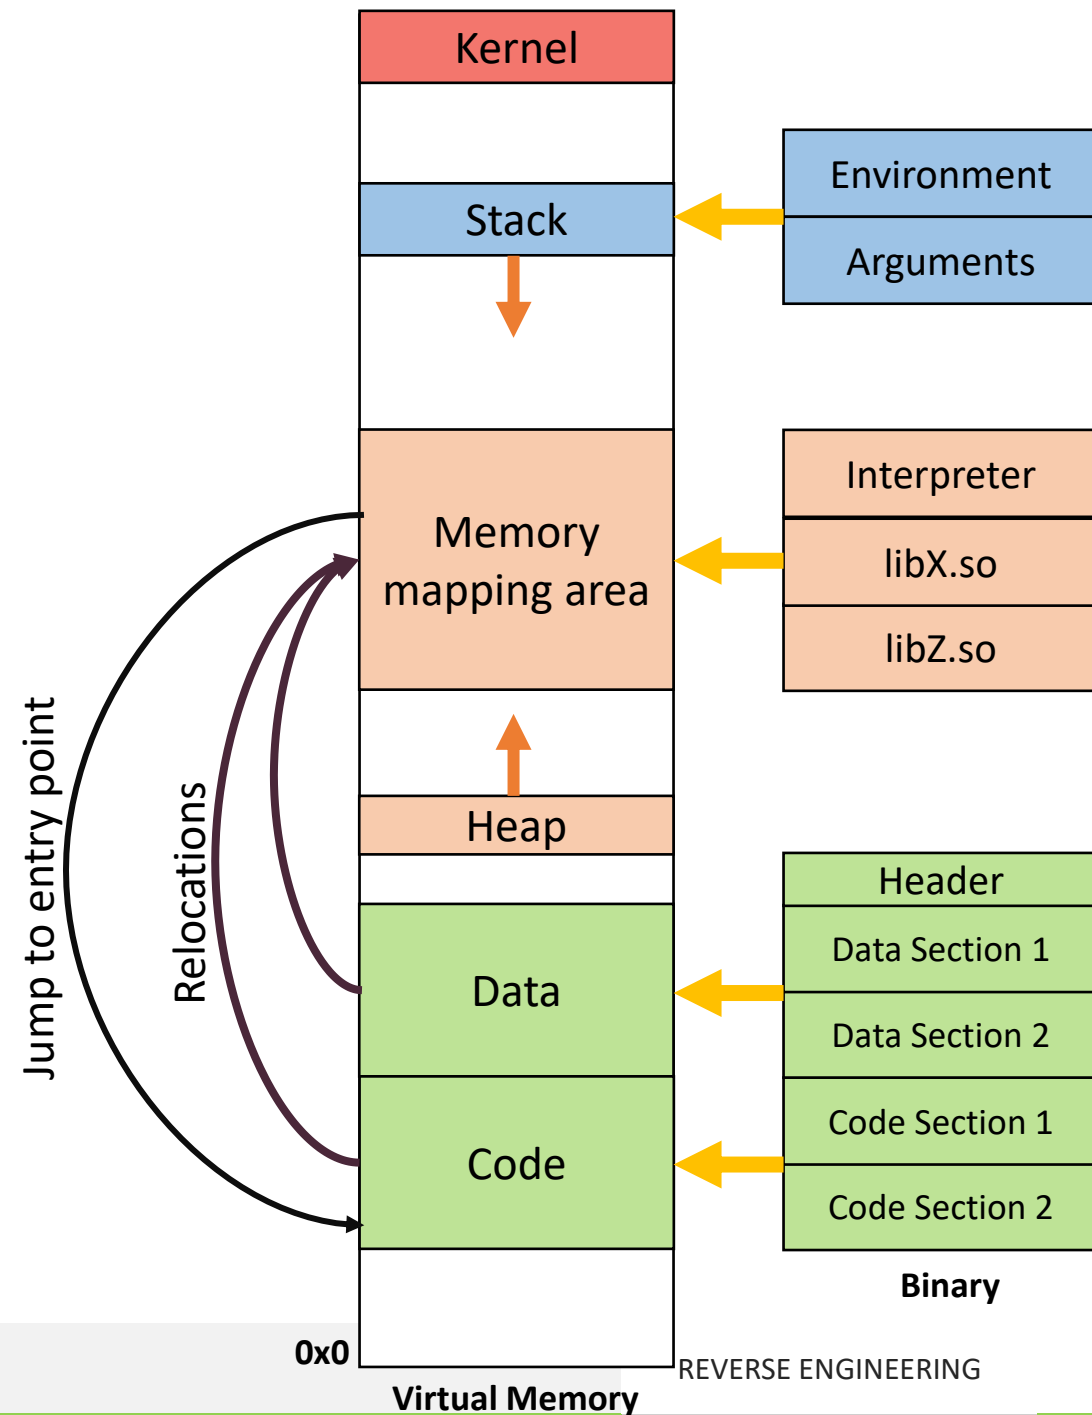 Kernel
Environment
Stack
Arguments
Interpreter
Memory
mapping area
libX.so
libZ.so
Jump to entry point
Relocations
Heap
Header
Data Section 1
Data
Data Section 2
Code Section 1
Code
Code Section 2
Binary
0x0
REVERSE ENGINEERING
Virtual Memory